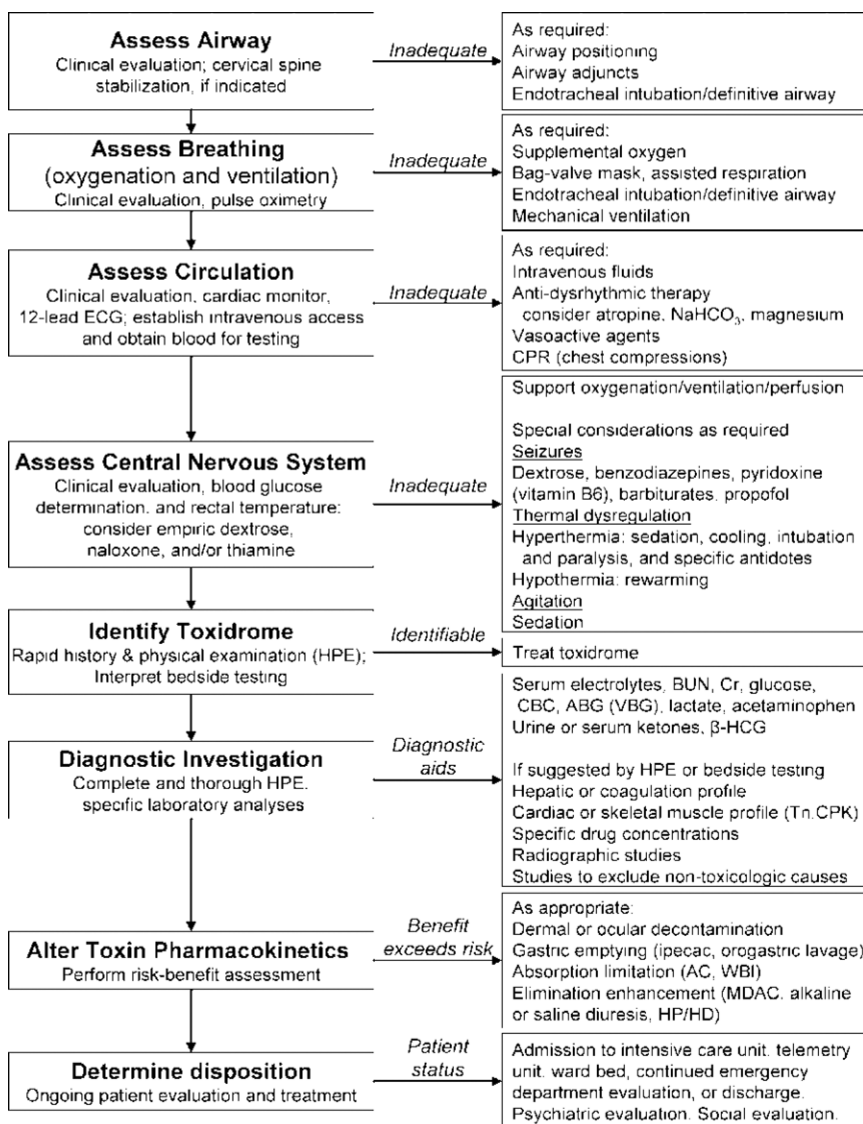 Assess Airway
Clinical evaluation; cervical spine
stabilization, if indicated
Inadequate
As required:
Airway positioning
Airway adjuncts
Endotracheal intubation/definitive airway
Assess Breathing
(oxygenation and ventilation)
Clinical evaluation, pulse oximetry
Inadequate
As required:
Supplemental oxygen
Bag-valve mask, assisted respiration
Endotracheal intubation/definitive airway
Mechanical ventilation
Assess Circulation
Clinical evaluation, cardiac monitor,
12-lead ECG; establish intravenous access
and obtain blood for testing
Inadequate
As required:
Intravenous fluids
Anti-dysrhythmic therapy
consider atropine, NaHCO₃, magnesium
Vasoactive agents
CPR (chest compressions)
Assess Central Nervous System
Clinical evaluation, blood glucose
determination. and rectal temperature:
consider empiric dextrose,
naloxone, and/or thiamine
Inadequate
Support oxygenation/ventilation/perfusion
Special considerations as required
Seizures
Dextrose, benzodiazepines, pyridoxine
(vitamin B6), barbiturates, propofol
Thermal dysregulation
Hyperthermia: sedation, cooling, intubation
and paralysis, and specific antidotes
Hypothermia: rewarming
Agitation
Sedation
Identify Toxidrome
Rapid history & physical examination (HPE);
Interpret bedside testing
Identifiable
Treat toxidrome
Diagnostic Investigation
Complete and thorough HPE.
specific laboratory analyses
Diagnostic
aids
Serum electrolytes, BUN, Cr, glucose,
CBC, ABG (VBG), lactate, acetaminophen
Urine or serum ketones, β-HCG
If suggested by HPE or bedside testing
Hepatic or coagulation profile
Cardiac or skeletal muscle profile (Tn.CPK)
Specific drug concentrations
Radiographic studies
Studies to exclude non-toxicologic causes
Alter Toxin Pharmacokinetics
Perform risk-benefit assessment
Benefit
exceeds risk
As appropriate:
Dermal or ocular decontamination
Gastric emptying (ipecac, orogastric lavage)
Absorption limitation (AC, WBI)
Elimination enhancement (MDAC. alkaline
or saline diuresis, HP/HD)
Determine disposition
Ongoing patient evaluation and treatment
Patient
status
Admission to intensive care unit. telemetry
unit. ward bed, continued emergency
department evaluation, or discharge.
Psychiatric evaluation. Social evaluation.